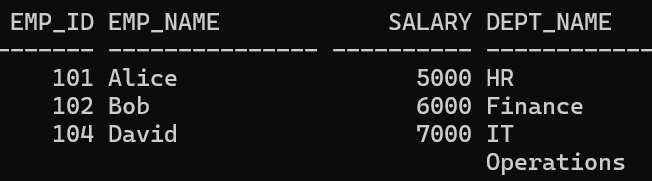 EMP_ID EMP_NAME SALARY DEPT_NAME
------- --------------- ---------- ------------
101 Alice 5000 HR
102 Bob 6000 Finance
104 David 7000 IT
Operations